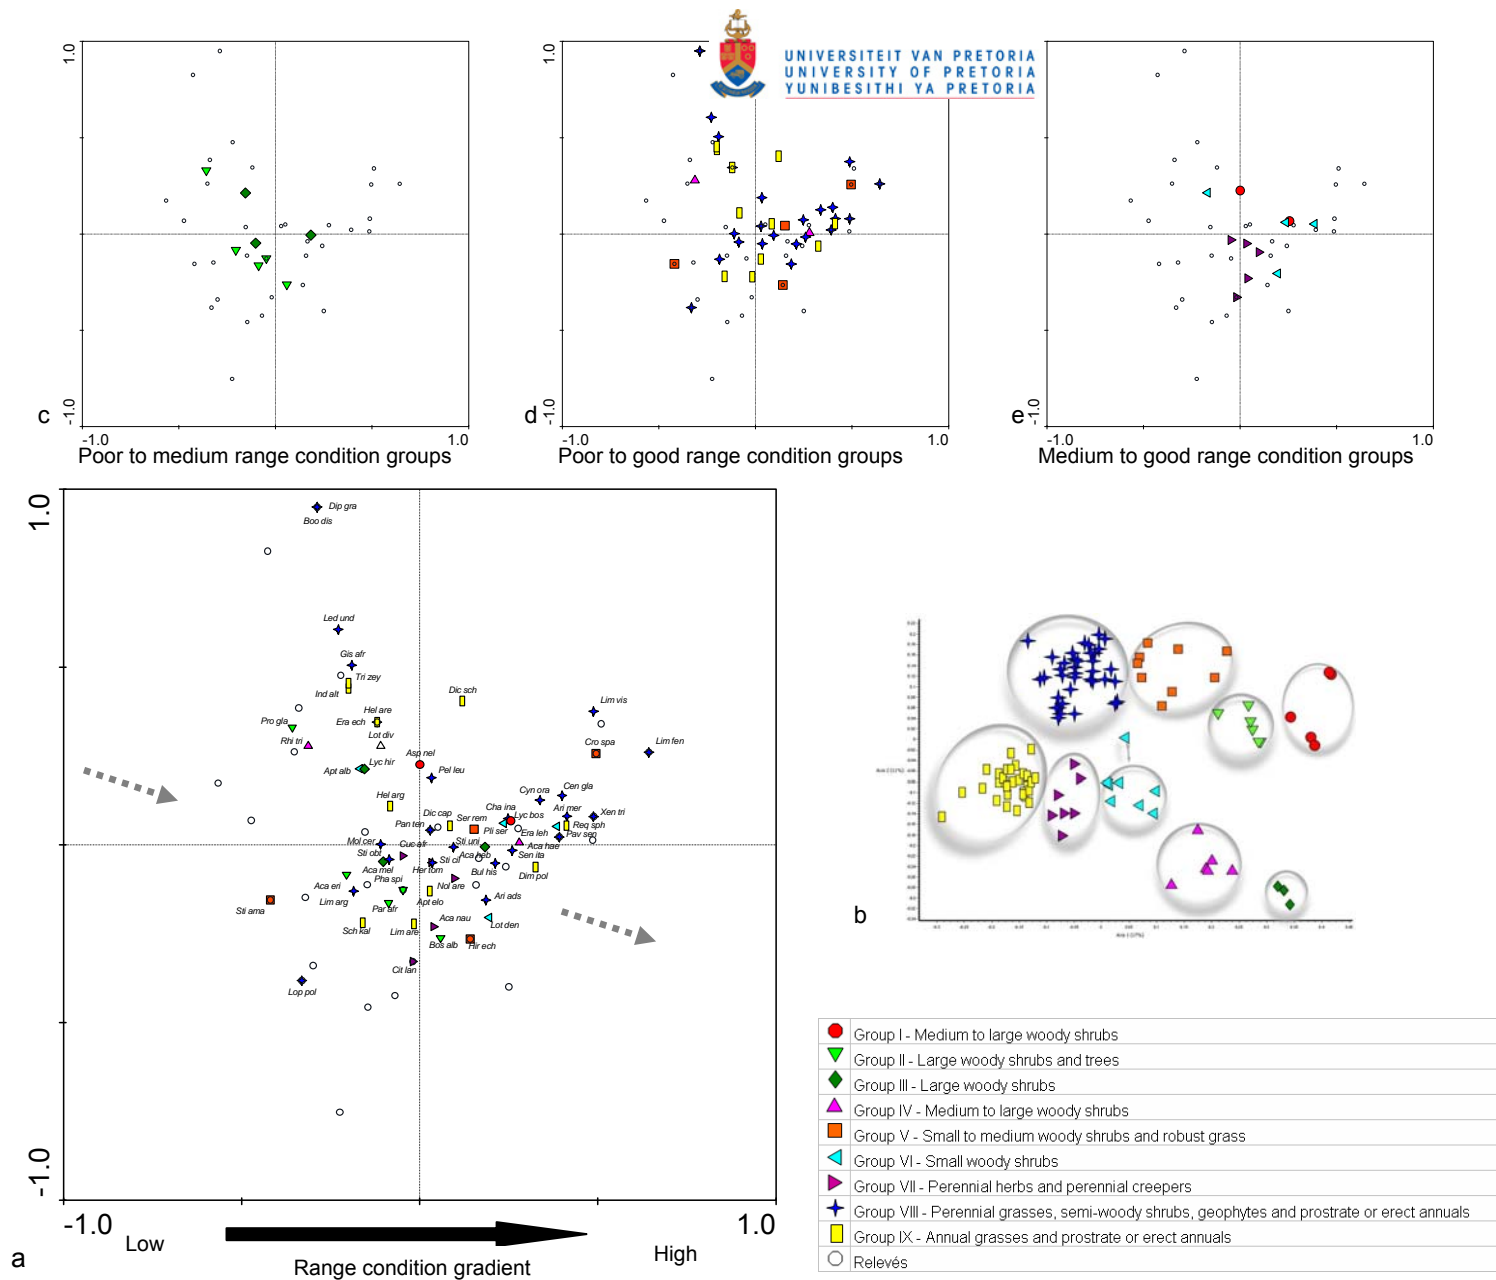 UNIVERSITEIT VAN PRETORIA
UNIVERSITY OF PRETORIA
YUNIBESITHI YA PRETORIA
1.0
-1.0
c
-1.0
1.0
Poor to medium range condition groups
1.0
-1.0
d
-1.0
1.0
Poor to good range condition groups
1.0
-1.0
e
-1.0
1.0
Medium to good range condition groups
1.0
Dip gra
Boo dis
Led und
Gis afr
Tri zey
Ind alt
Dic sch
Lim vis
Hel are
Pro gla
Era ech
Lot div
Rhi tri
Cro spa
Lim fen
Asp nel
Lyc hir
Apt alb
Pel leu
Cen gla
Cyn ora
Hel arg
Cha ina
Ari mer
Dic cap
Ser rem
Lyc bos
Xen tri
Pan ten
Pli ser
Req sph
Era leh
Pav sen
Mol cer
Cuc afr
Sti uni
Aca hae
Sti obt
Aca heb
Sen ita
Aca mel
Her tom
Sti cil
Bul his
Dim pol
Pha spi
Aca eri
Nol are
Lim arg
Apt elo
Ari ads
Sti ama
Par afr
Sch kal
Lim are
Aca nau
Lot den
Bos alb
Hir ech
Cit lan
Lop pol
-1.0
-1.0
1.0
a
Low
High
Range condition gradient
b
Group I - Medium to large woody shrubs
Group II - Large woody shrubs and trees
Group III - Large woody shrubs
Group IV - Medium to large woody shrubs
Group V - Small to medium woody shrubs and robust grass
Group VI - Small woody shrubs
Group VII - Perennial herbs and perennial creepers
Group VIII - Perennial grasses, semi-woody shrubs, geophytes and prostrate or erect annuals
Group IX - Annual grasses and prostrate or erect annuals
Relevés